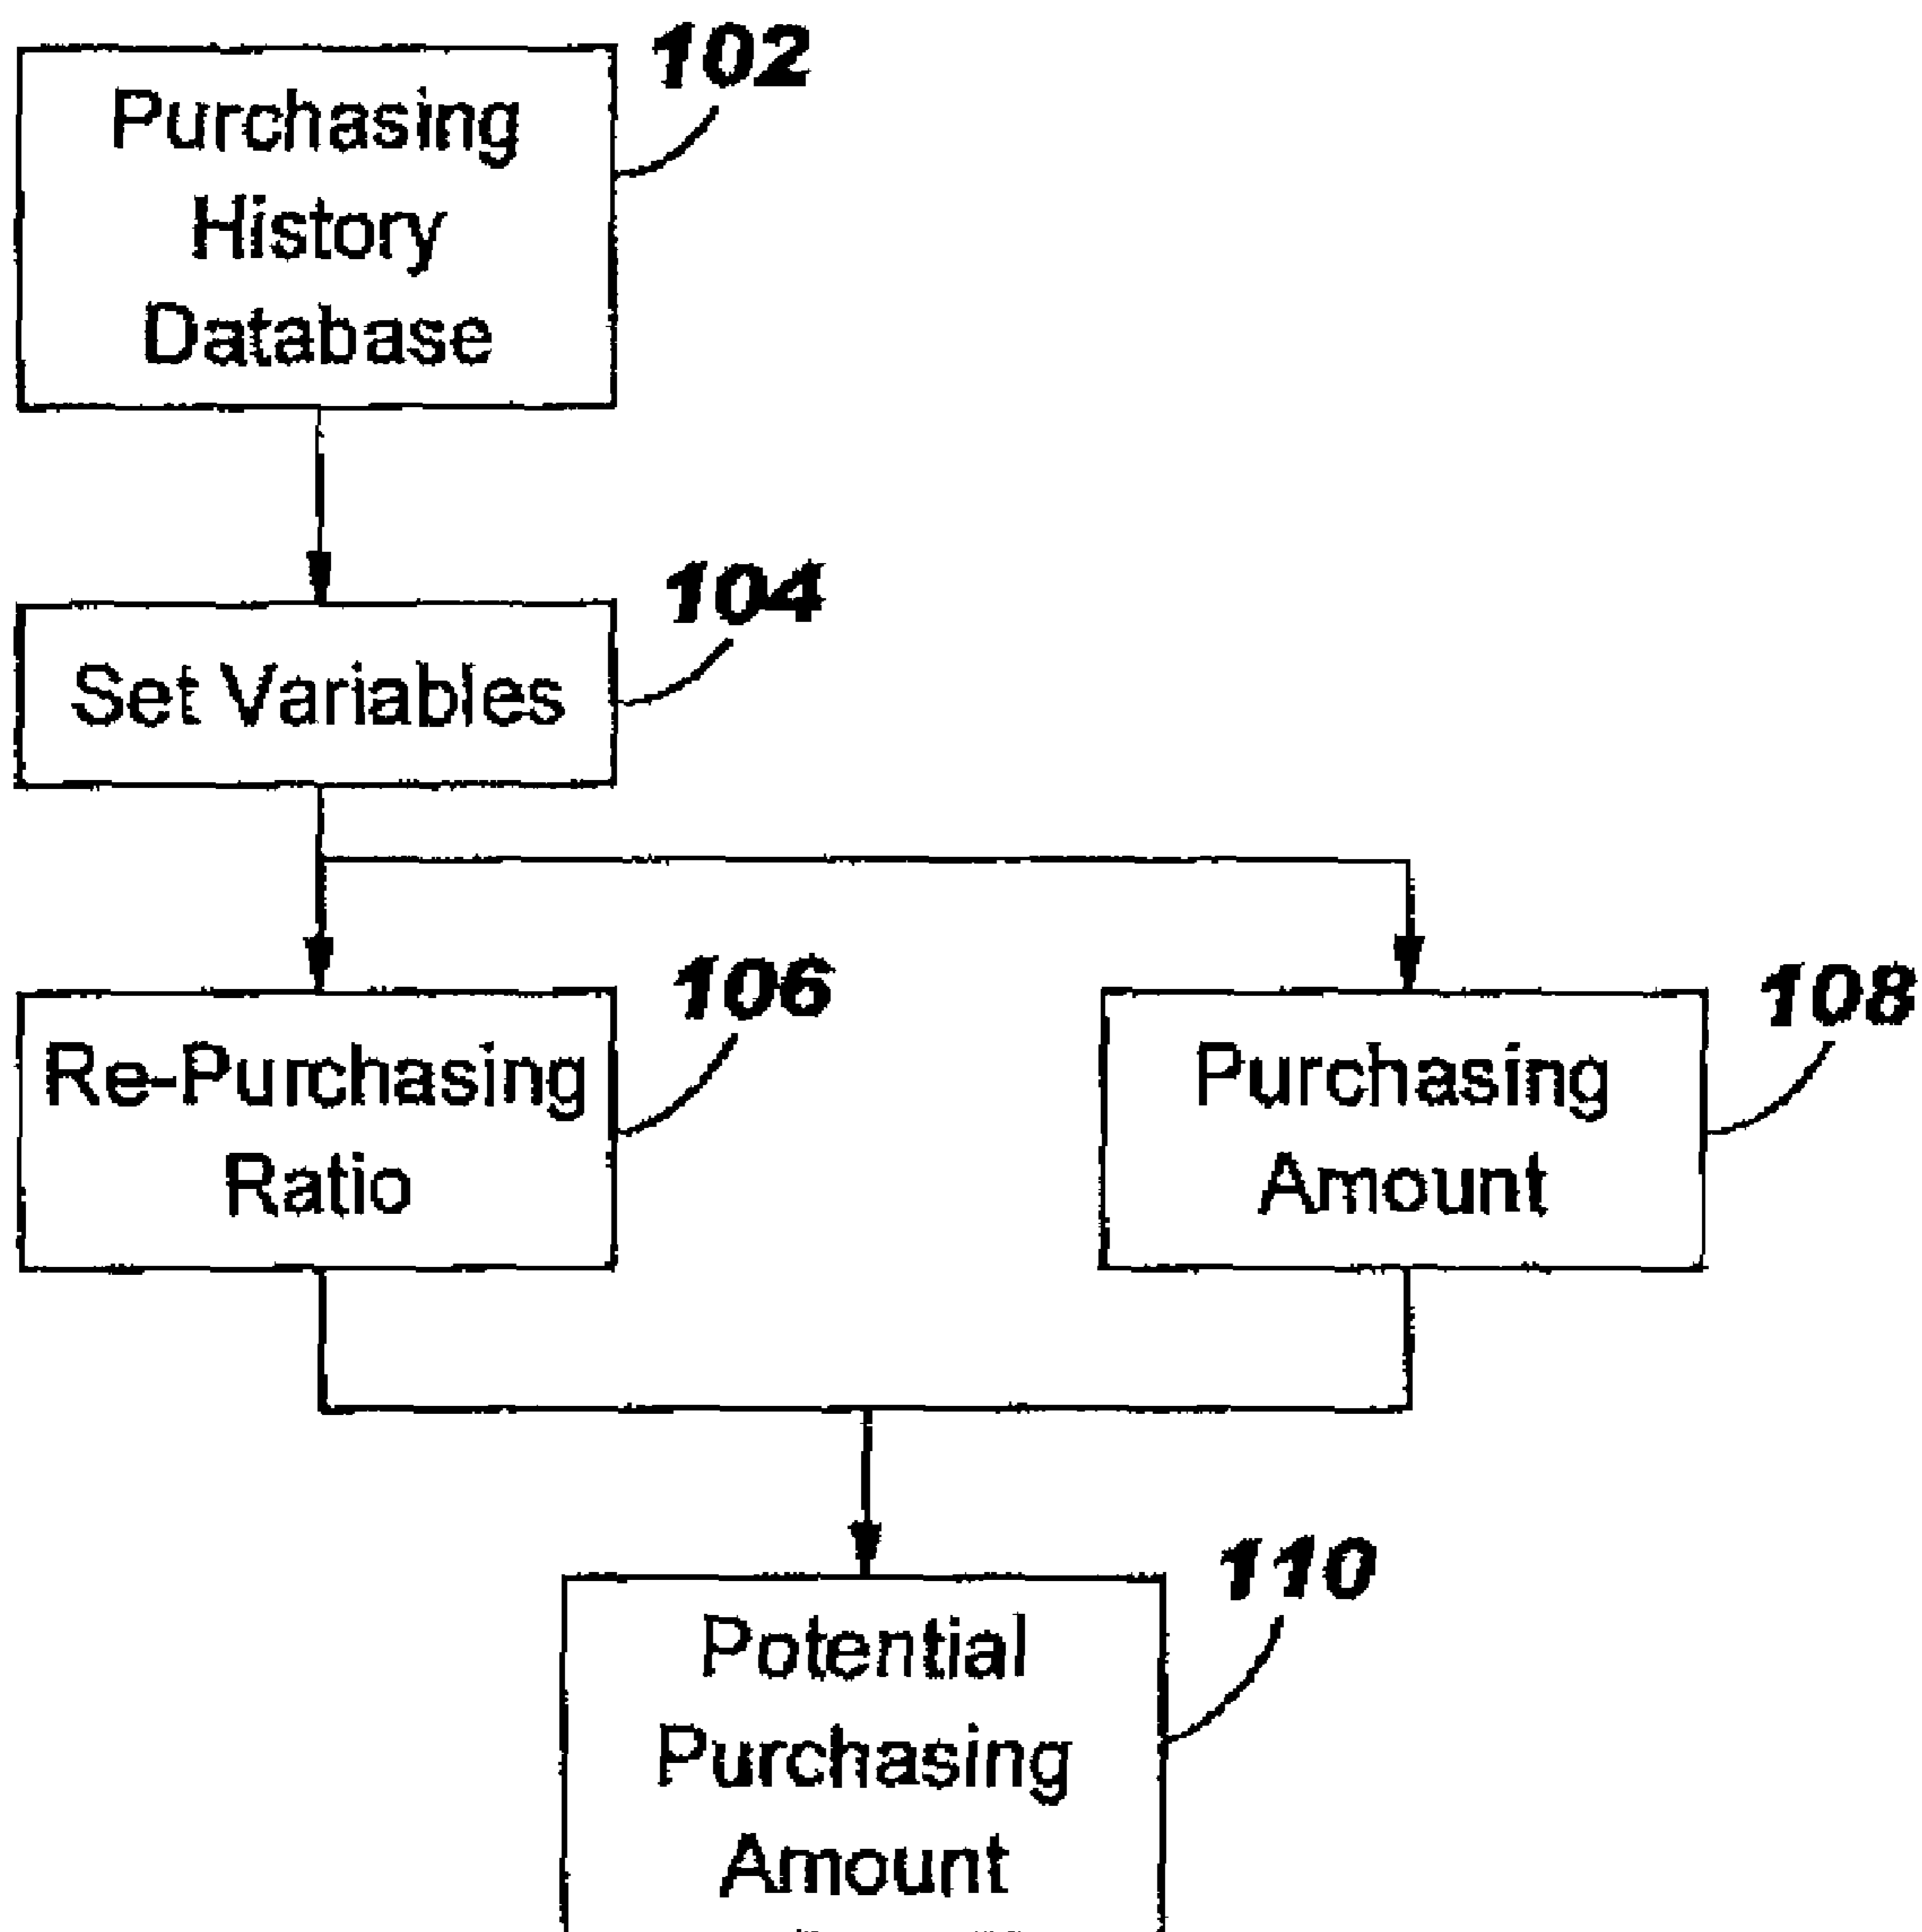 102
Purchasing
History
Database
104
Set Variables
106
Re-Purchasing
Ratio
108
Purchasing
Amount
110
Potential
Purchasing
Amount